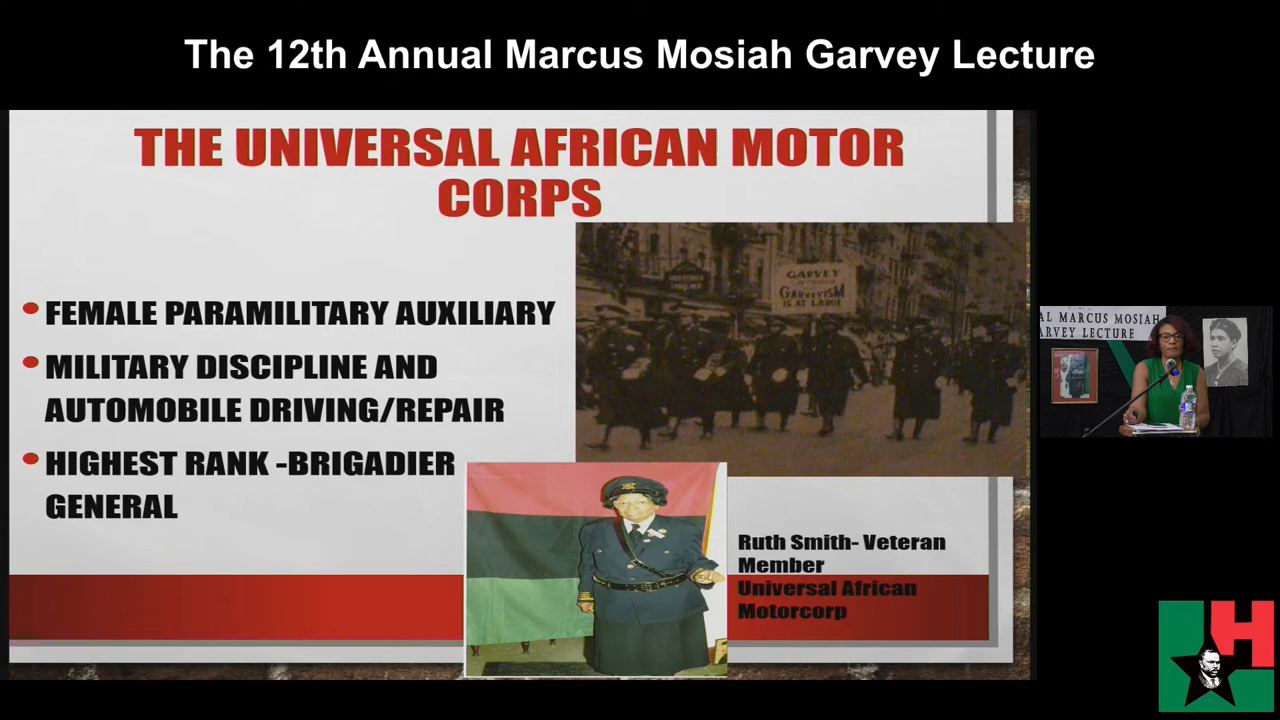 The 12th Annual Marcus Mosiah Garvey Lecture
THE UNIVERSAL AFRICAN MOTOR
CORPS
• FEMALE PARAMILITARY AUXILIARY
• MILITARY DISCIPLINE AND
AUTOMOBILE DRIVING/REPAIR
• HIGHEST RANK -BRIGADIER
GENERAL
GARVEY
GARVEYISM
IS AT LARGE
Ruth Smith- Veteran
Member
Universal African
Motorcorp
AL MARCUS MOSIAH
ARVEY LECTURE
H